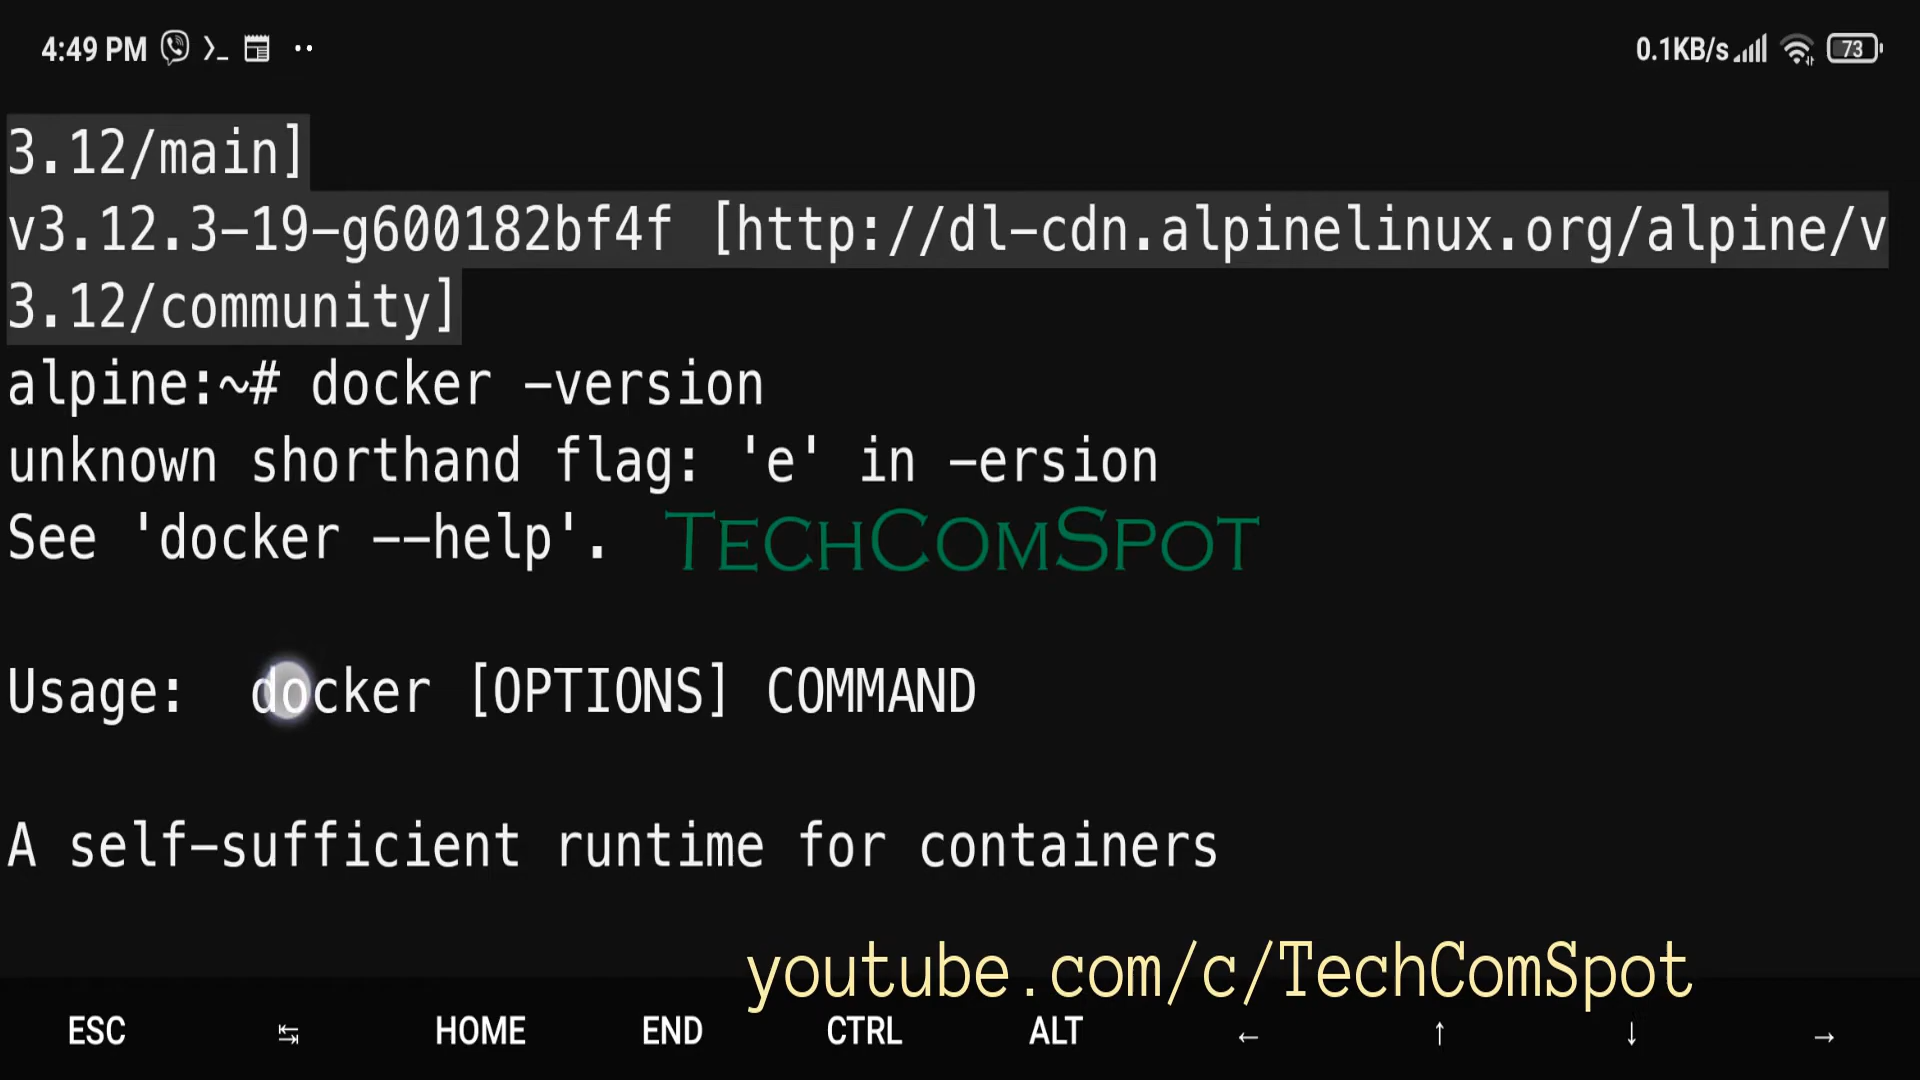 4:49 PM
0.1KB/s
73
3.12/main]
v3.12.3-19-g600182bf4f [http://dl-cdn.alpinelinux.org/alpine/v
3.12/community]
alpine:~# docker -version
unknown shorthand flag: 'e' in -ersion
See 'docker --help'.
TECHCOMSPOT
Usage:  docker [OPTIONS] COMMAND
A self-sufficient runtime for containers
youtube.com/c/TechComSpot
ESC ↹ HOME END CTRL ALT ← ↑ ↓ →